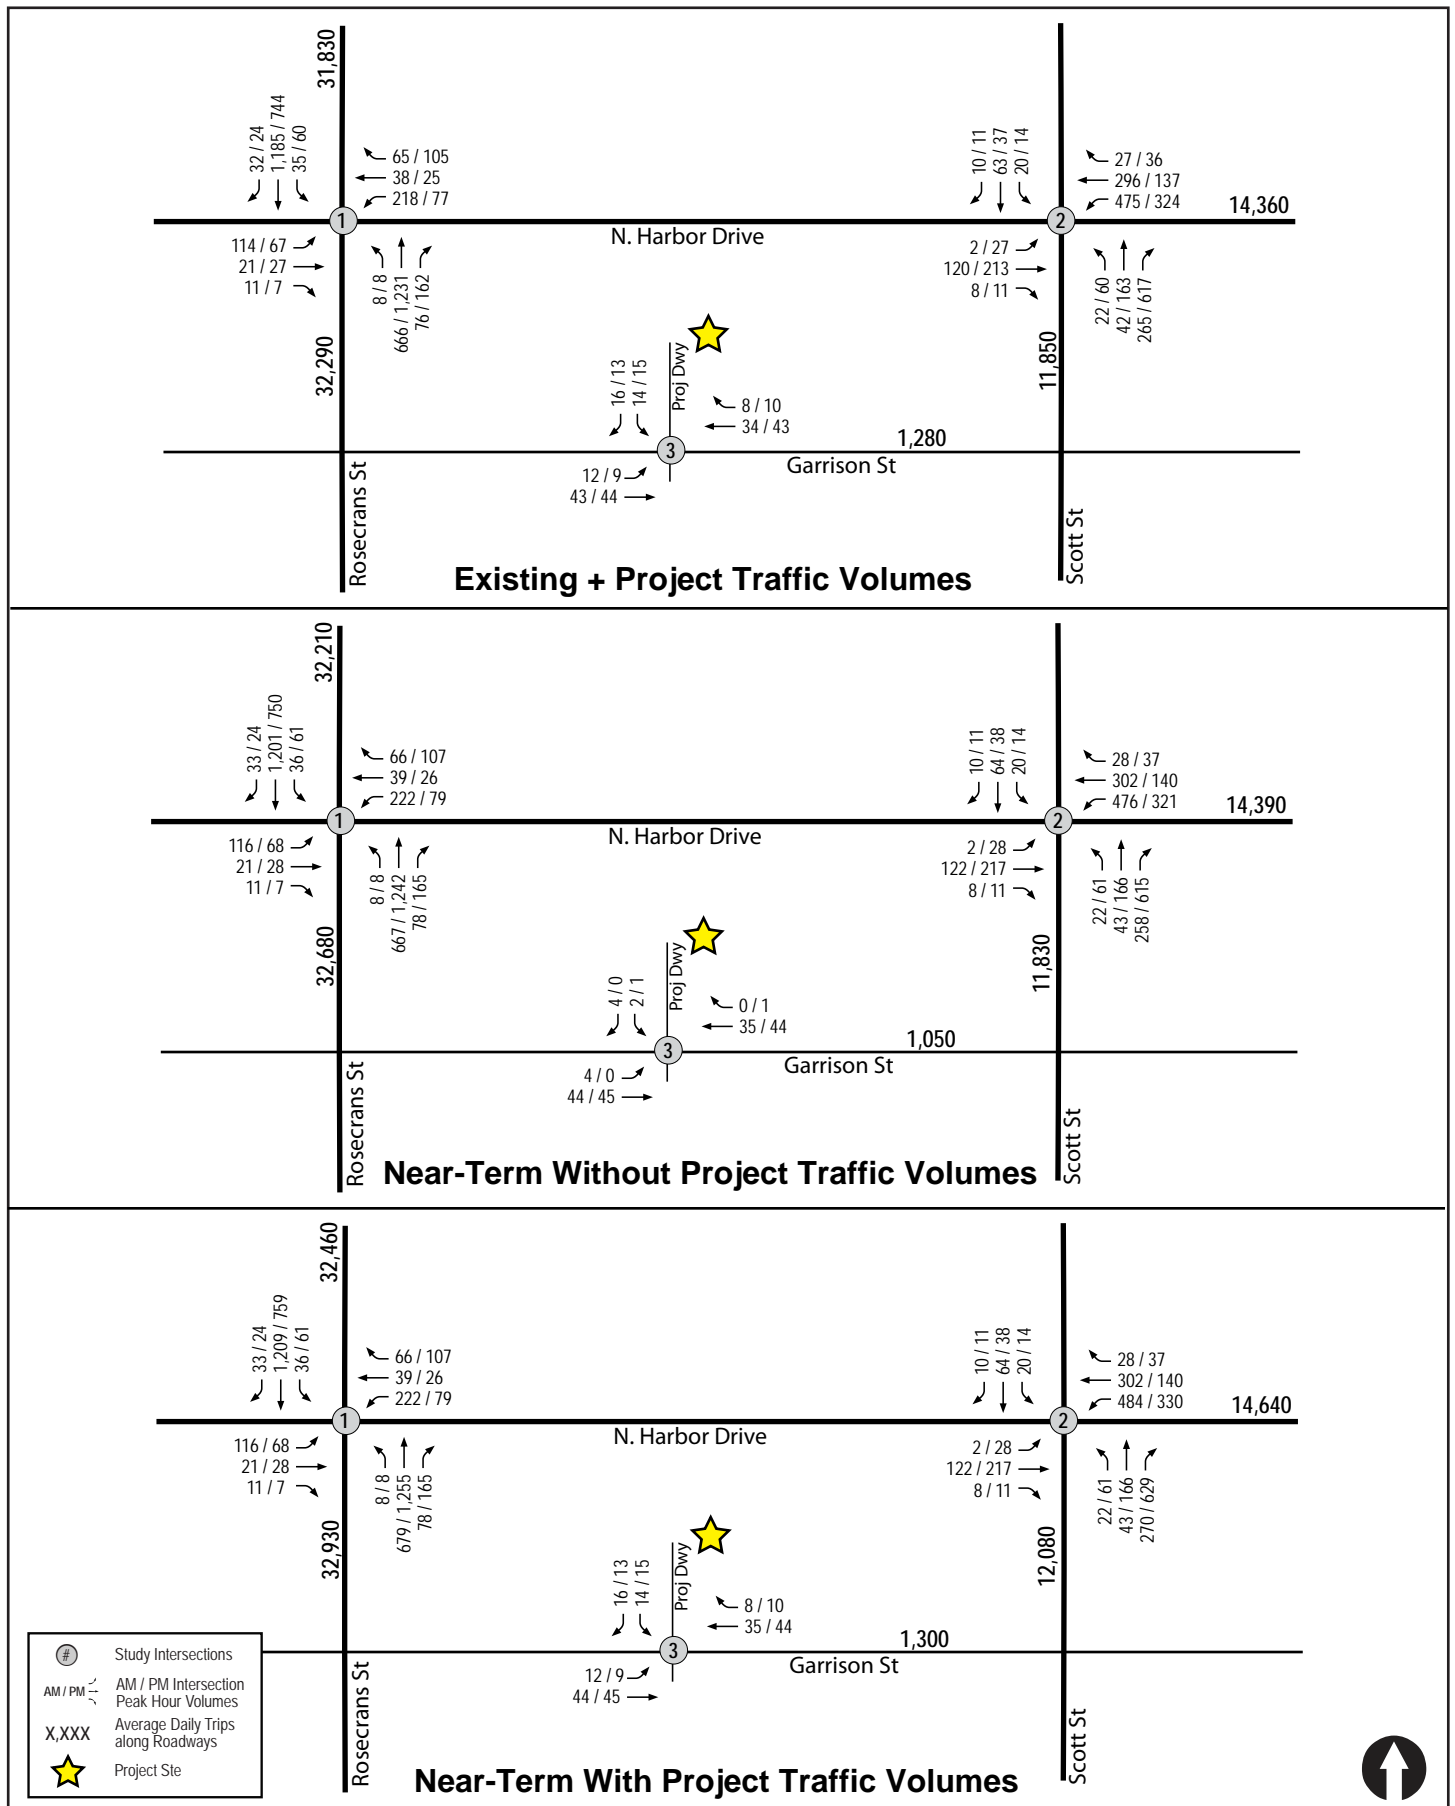 31,830
32 / 24
1,185 / 744
35 / 60
65 / 105
38 / 25
218 / 77
10 / 11
63 / 37
20 / 14
27 / 36
296 / 137
475 / 324
14,360
1
2
N. Harbor Drive
114 / 67
21 / 27
11 / 7
8 / 8
666 / 1,231
76 / 162
2 / 27
120 / 213
8 / 11
22 / 60
42 / 163
265 / 617
32,290
11,850
16 / 13
14 / 15
Proj Dwy
8 / 10
34 / 43
3
1,280
Garrison St
12 / 9
43 / 44
Rosecrans St
Scott St
Existing + Project Traffic Volumes
32,210
33 / 24
1,201 / 750
36 / 61
66 / 107
39 / 26
222 / 79
10 / 11
64 / 38
20 / 14
28 / 37
302 / 140
476 / 321
14,390
1
2
N. Harbor Drive
116 / 68
21 / 28
11 / 7
8 / 8
667 / 1,242
78 / 165
2 / 28
122 / 217
8 / 11
22 / 61
43 / 166
258 / 615
32,680
11,830
4 / 0
2 / 1
Proj Dwy
0 / 1
35 / 44
3
1,050
Garrison St
4 / 0
44 / 45
Rosecrans St
Scott St
Near-Term Without Project Traffic Volumes
32,460
33 / 24
1,209 / 759
36 / 61
66 / 107
39 / 26
222 / 79
10 / 11
64 / 38
20 / 14
28 / 37
302 / 140
484 / 330
14,640
1
2
N. Harbor Drive
116 / 68
21 / 28
11 / 7
8 / 8
679 / 1,255
78 / 165
2 / 28
122 / 217
8 / 11
22 / 61
43 / 166
270 / 629
32,930
12,080
16 / 13
14 / 15
Proj Dwy
8 / 10
35 / 44
3
1,300
Garrison St
12 / 9
44 / 45
Rosecrans St
Scott St
Near-Term With Project Traffic Volumes
# Study Intersections
AM / PM AM / PM Intersection
Peak Hour Volumes
X,XXX Average Daily Trips
along Roadways
Project Ste